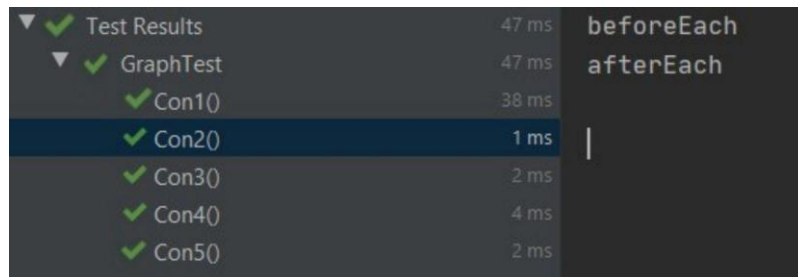 Test Results 47 ms
GraphTest 47 ms
Con1() 38 ms
Con2() 1 ms
Con3() 2 ms
Con4() 4 ms
Con5() 2 ms
beforeEach
afterEach